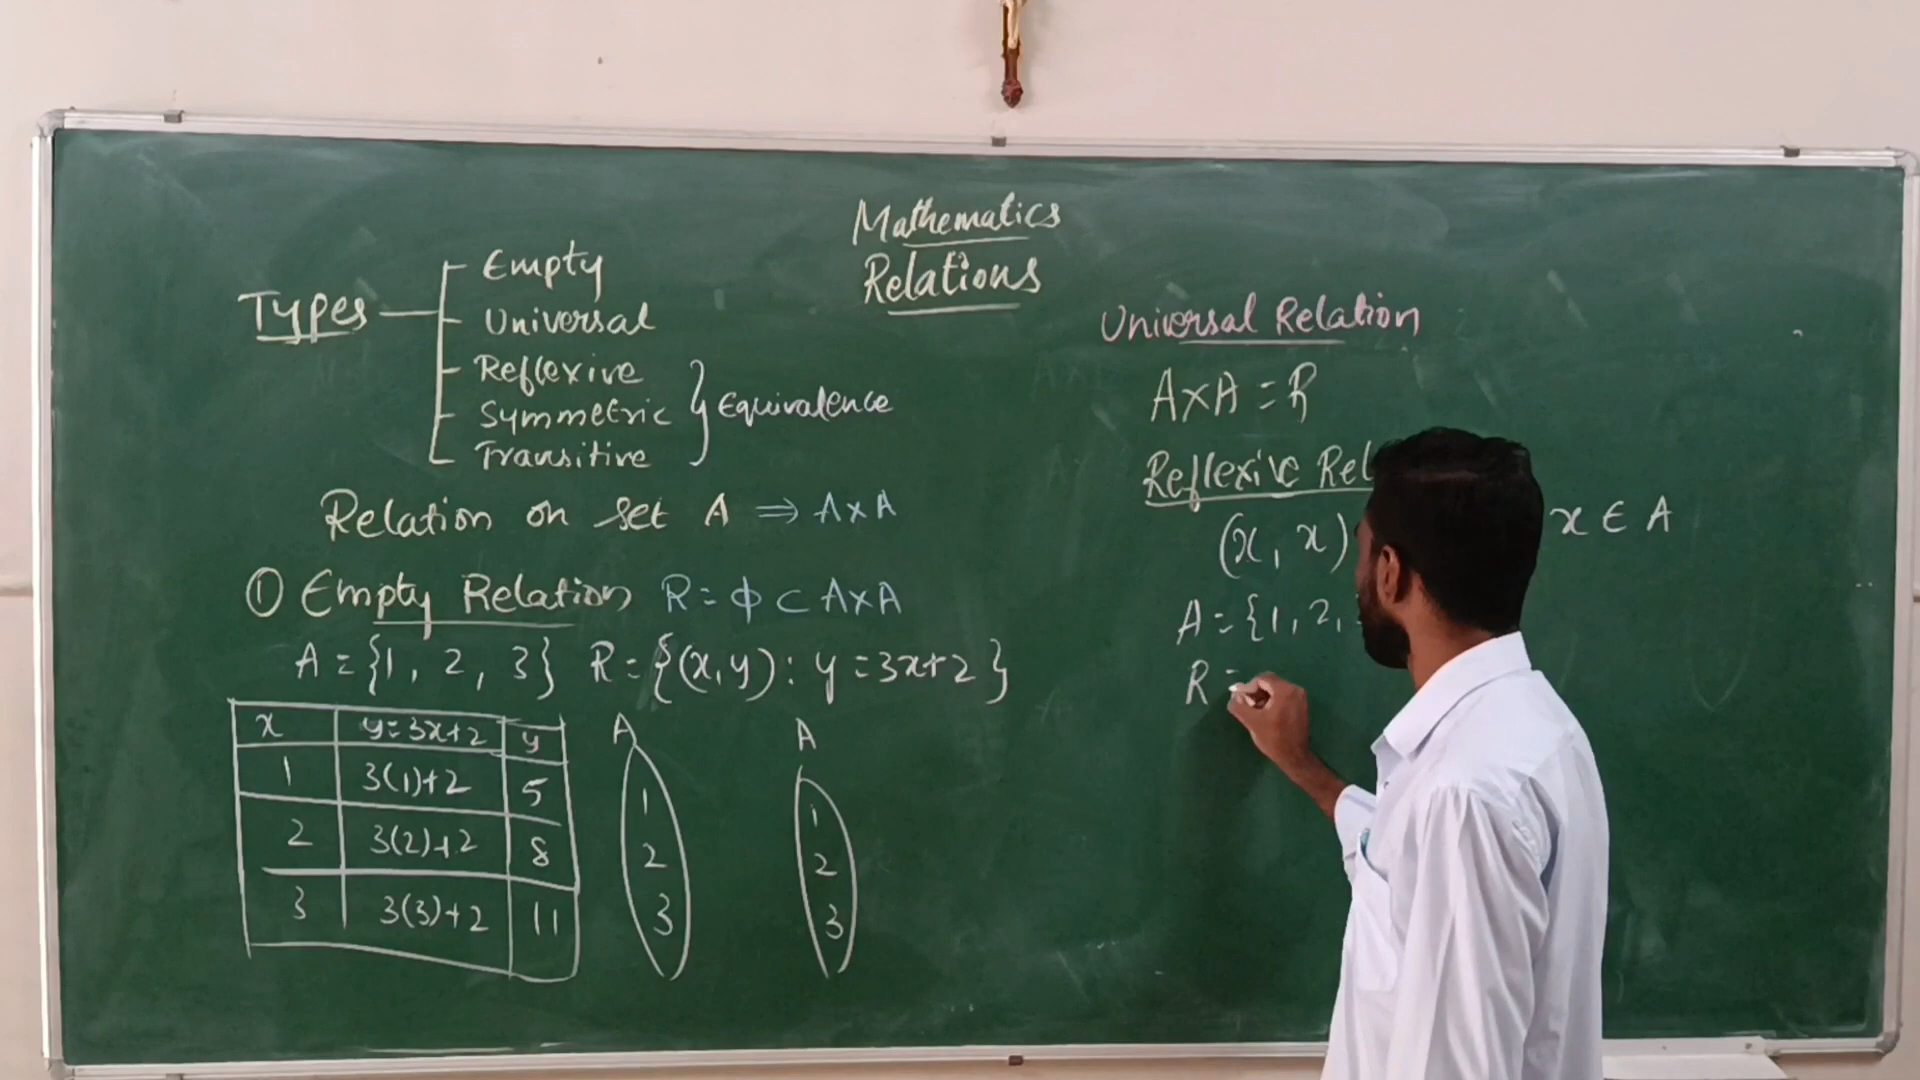 Mathematics
Relations
Types
Empty
Universal
Reflexive
Symmetric
Transitive
} Equivalence
Relation on set A ⇒ A×A
① Empty Relation R = ϕ ⊂ A×A
A = {1, 2, 3} R = {(x, y) : y = 3x+2}
x y = 3x+2 y
1 3(1)+2 5
2 3(2)+2 8
3 3(3)+2 11
A A
1 1
2 2
3 3
Universal Relation
A×A = R
Reflexive
(x, x) x ∈ A
A = {1, 2,
R =